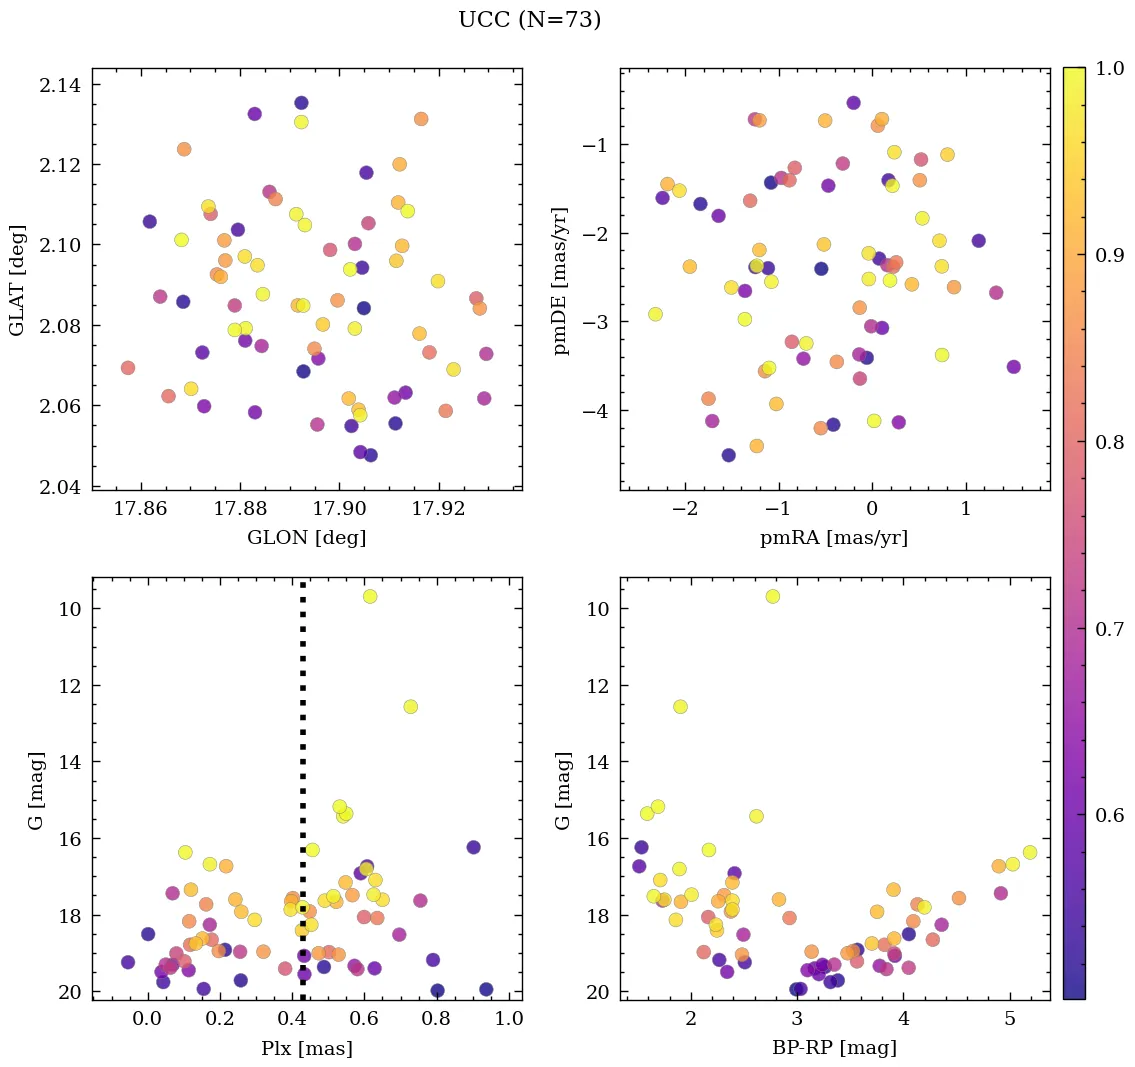 UCC (N=73)
2.14
2.12
2.10
2.08
2.06
2.04
GLAT [deg]
17.86 17.88 17.90 17.92
GLON [deg]
−1
−2
−3
−4
pmDE [mas/yr]
−2 −1 0 1
pmRA [mas/yr]
1.0
0.9
0.8
0.7
0.6
10
12
14
16
18
20
G [mag]
0.0 0.2 0.4 0.6 0.8 1.0
Plx [mas]
10
12
14
16
18
20
G [mag]
2 3 4 5
BP-RP [mag]